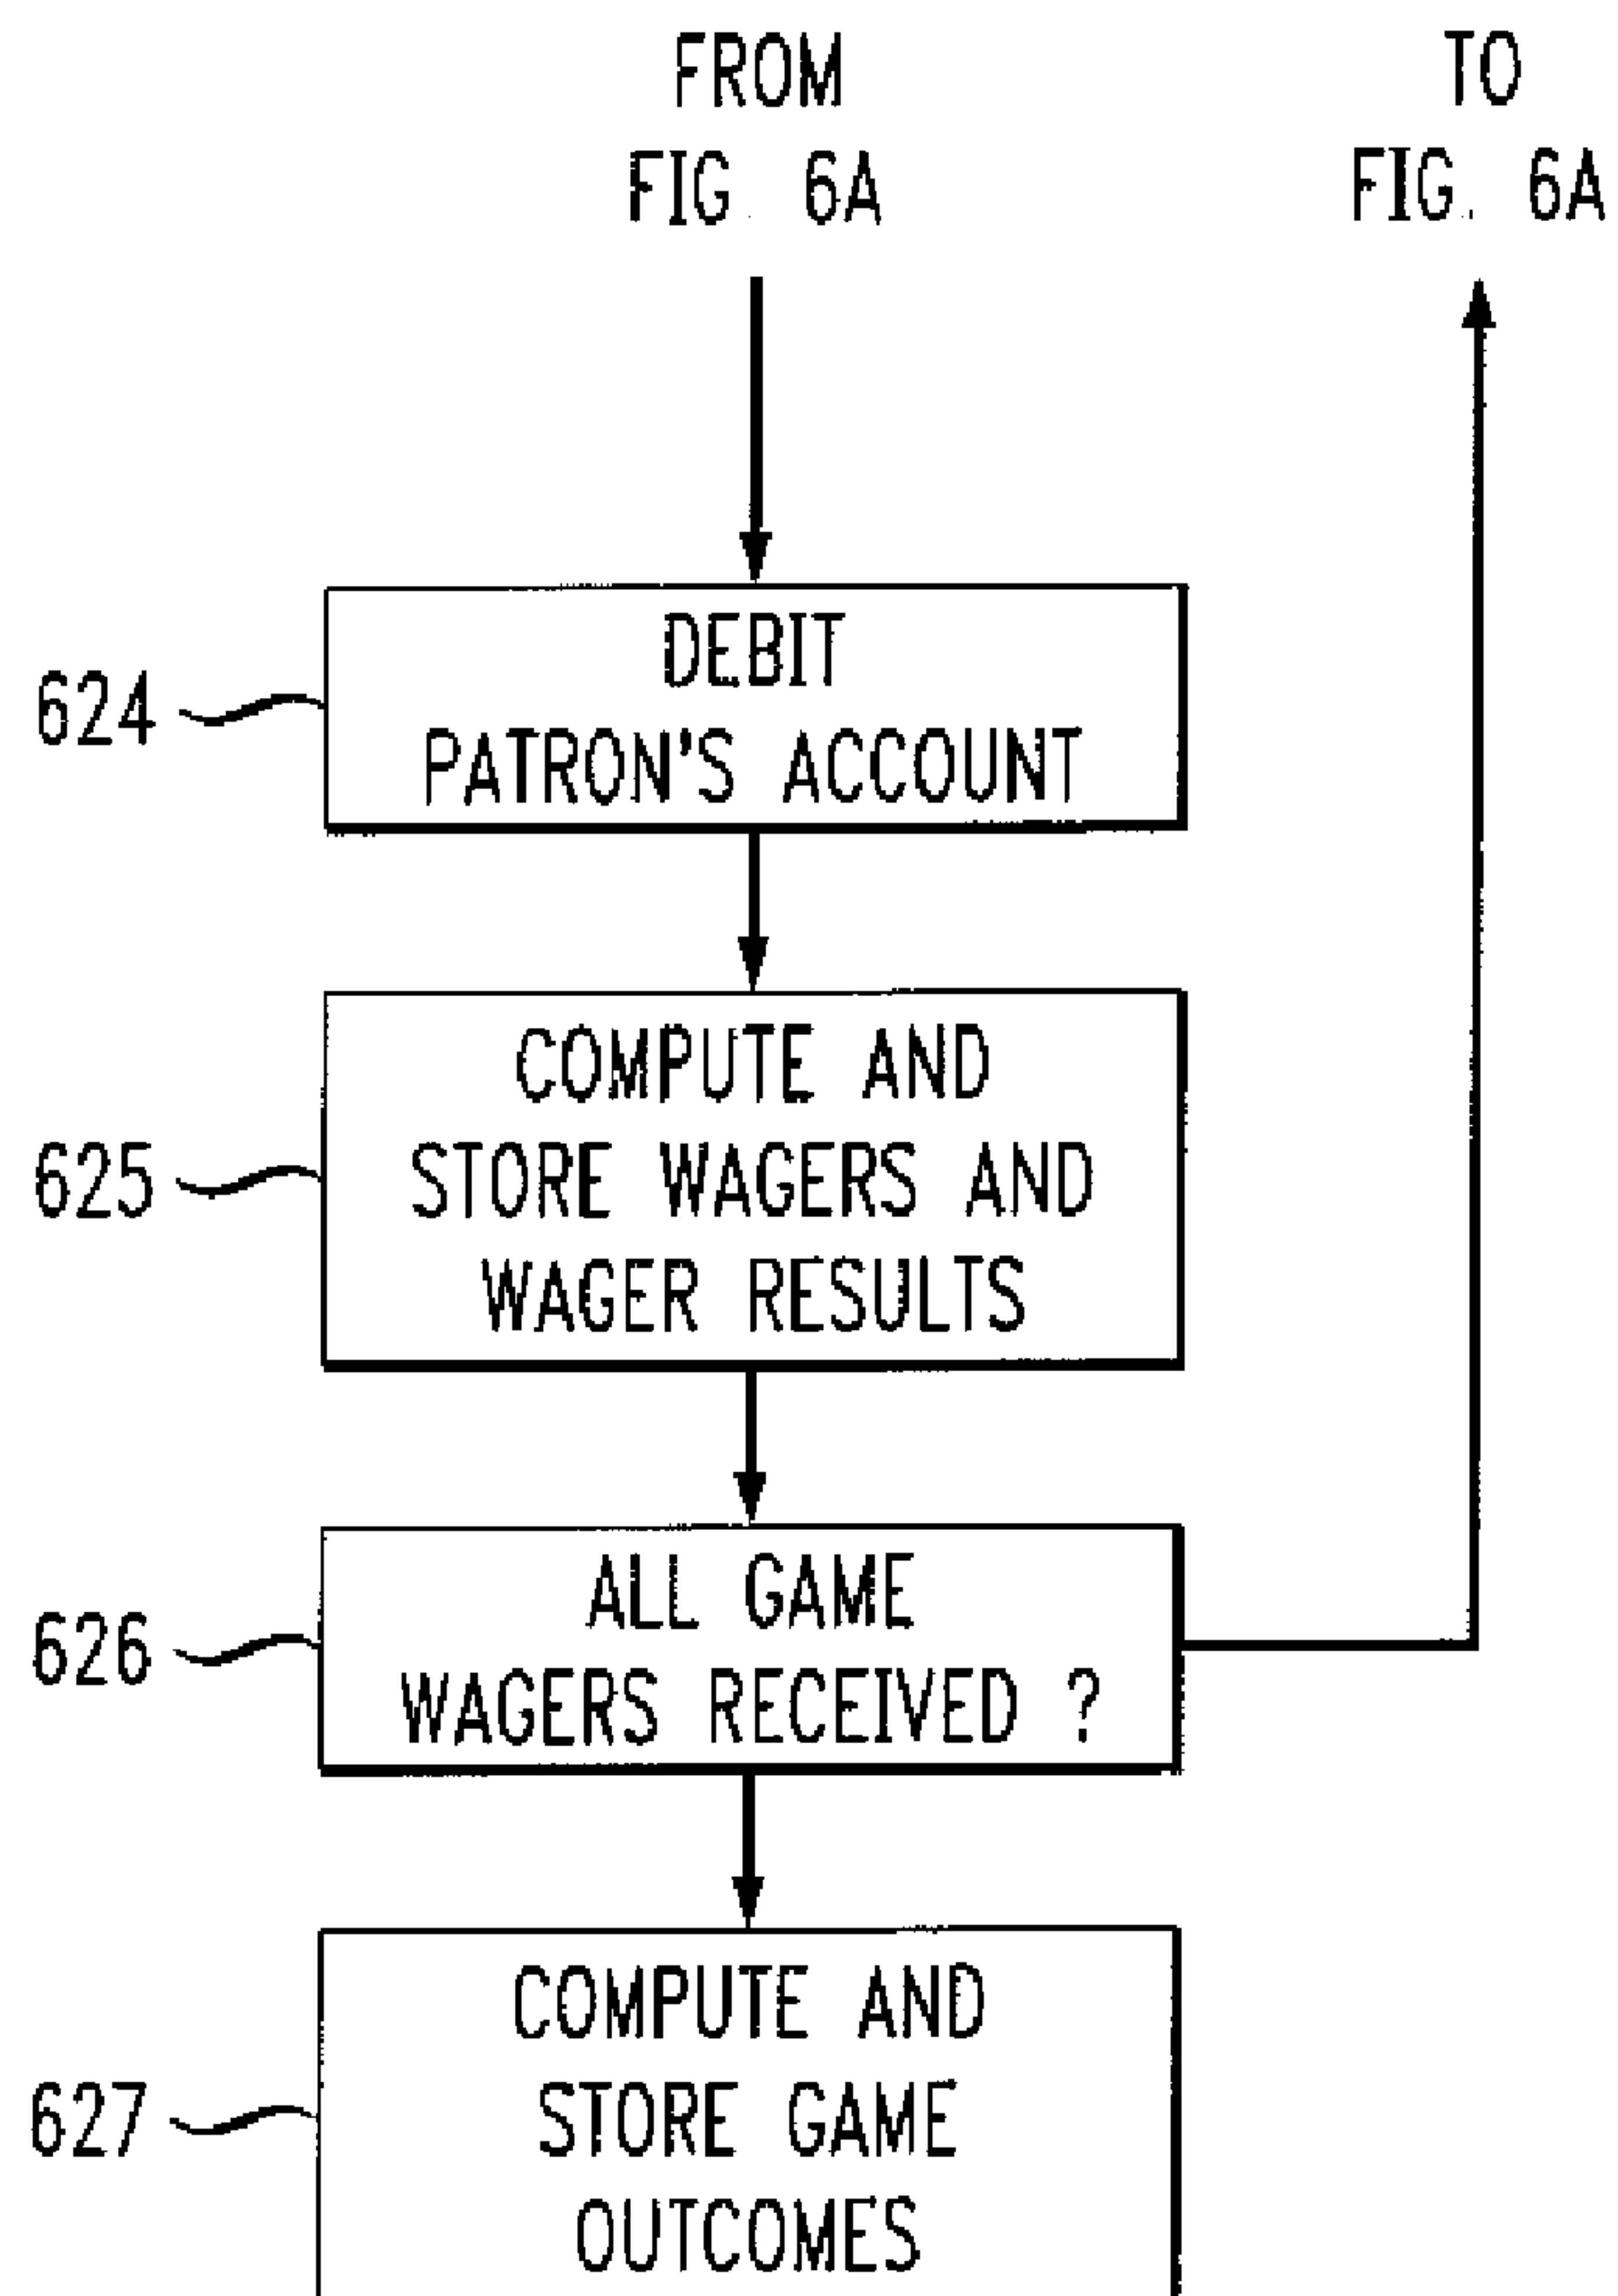 FROM
FIG. 6A
TO
FIG. 6A
624
DEBIT
PATRON'S ACCOUNT
625
COMPUTE AND
STORE WAGERS AND
WAGER RESULTS
626
ALL GAME
WAGERS RECEIVED ?
627
COMPUTE AND
STORE GAME
OUTCOMES